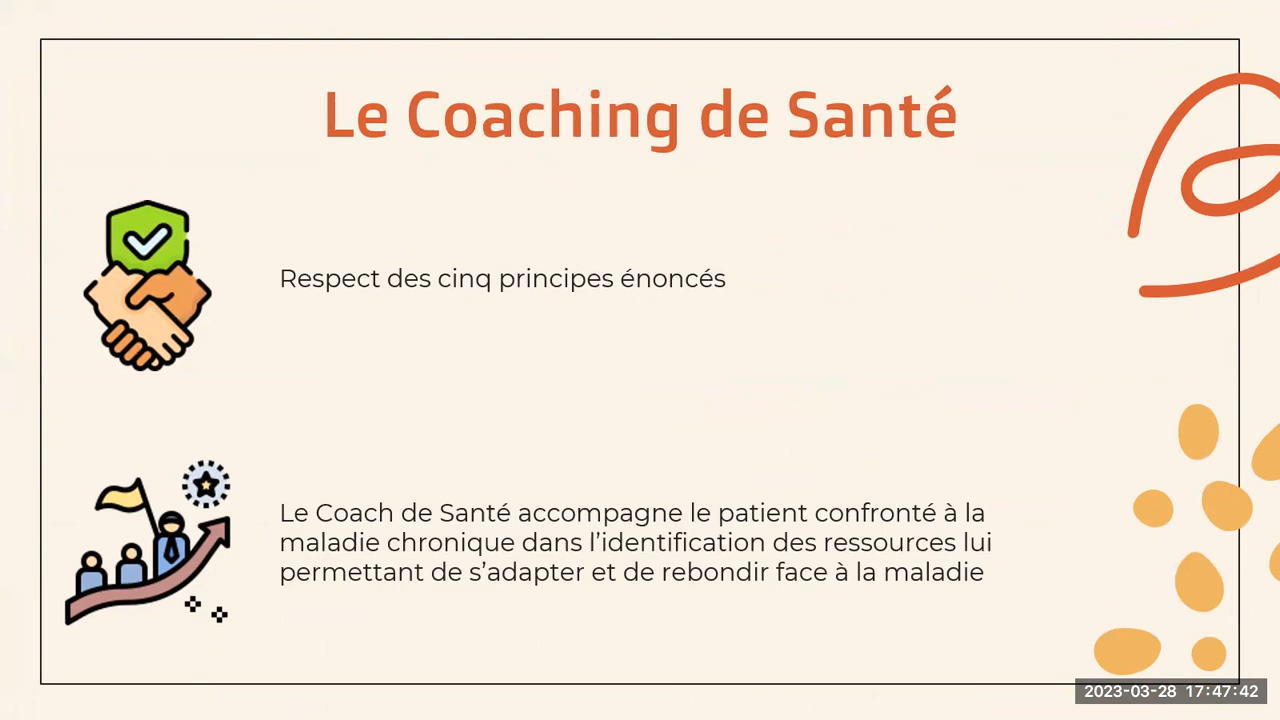 Le Coaching de Santé
Respect des cinq principes énoncés
Le Coach de Santé accompagne le patient confronté à la
maladie chronique dans l’identification des ressources lui
permettant de s’adapter et de rebondir face à la maladie
2023-03-28 17:47:42